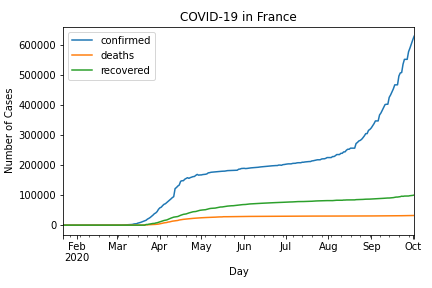 COVID-19 in France
confirmed
deaths
recovered
Number of Cases
600000
500000
400000
300000
200000
100000
0
Feb Mar Apr May Jun Jul Aug Sep Oct
2020
Day